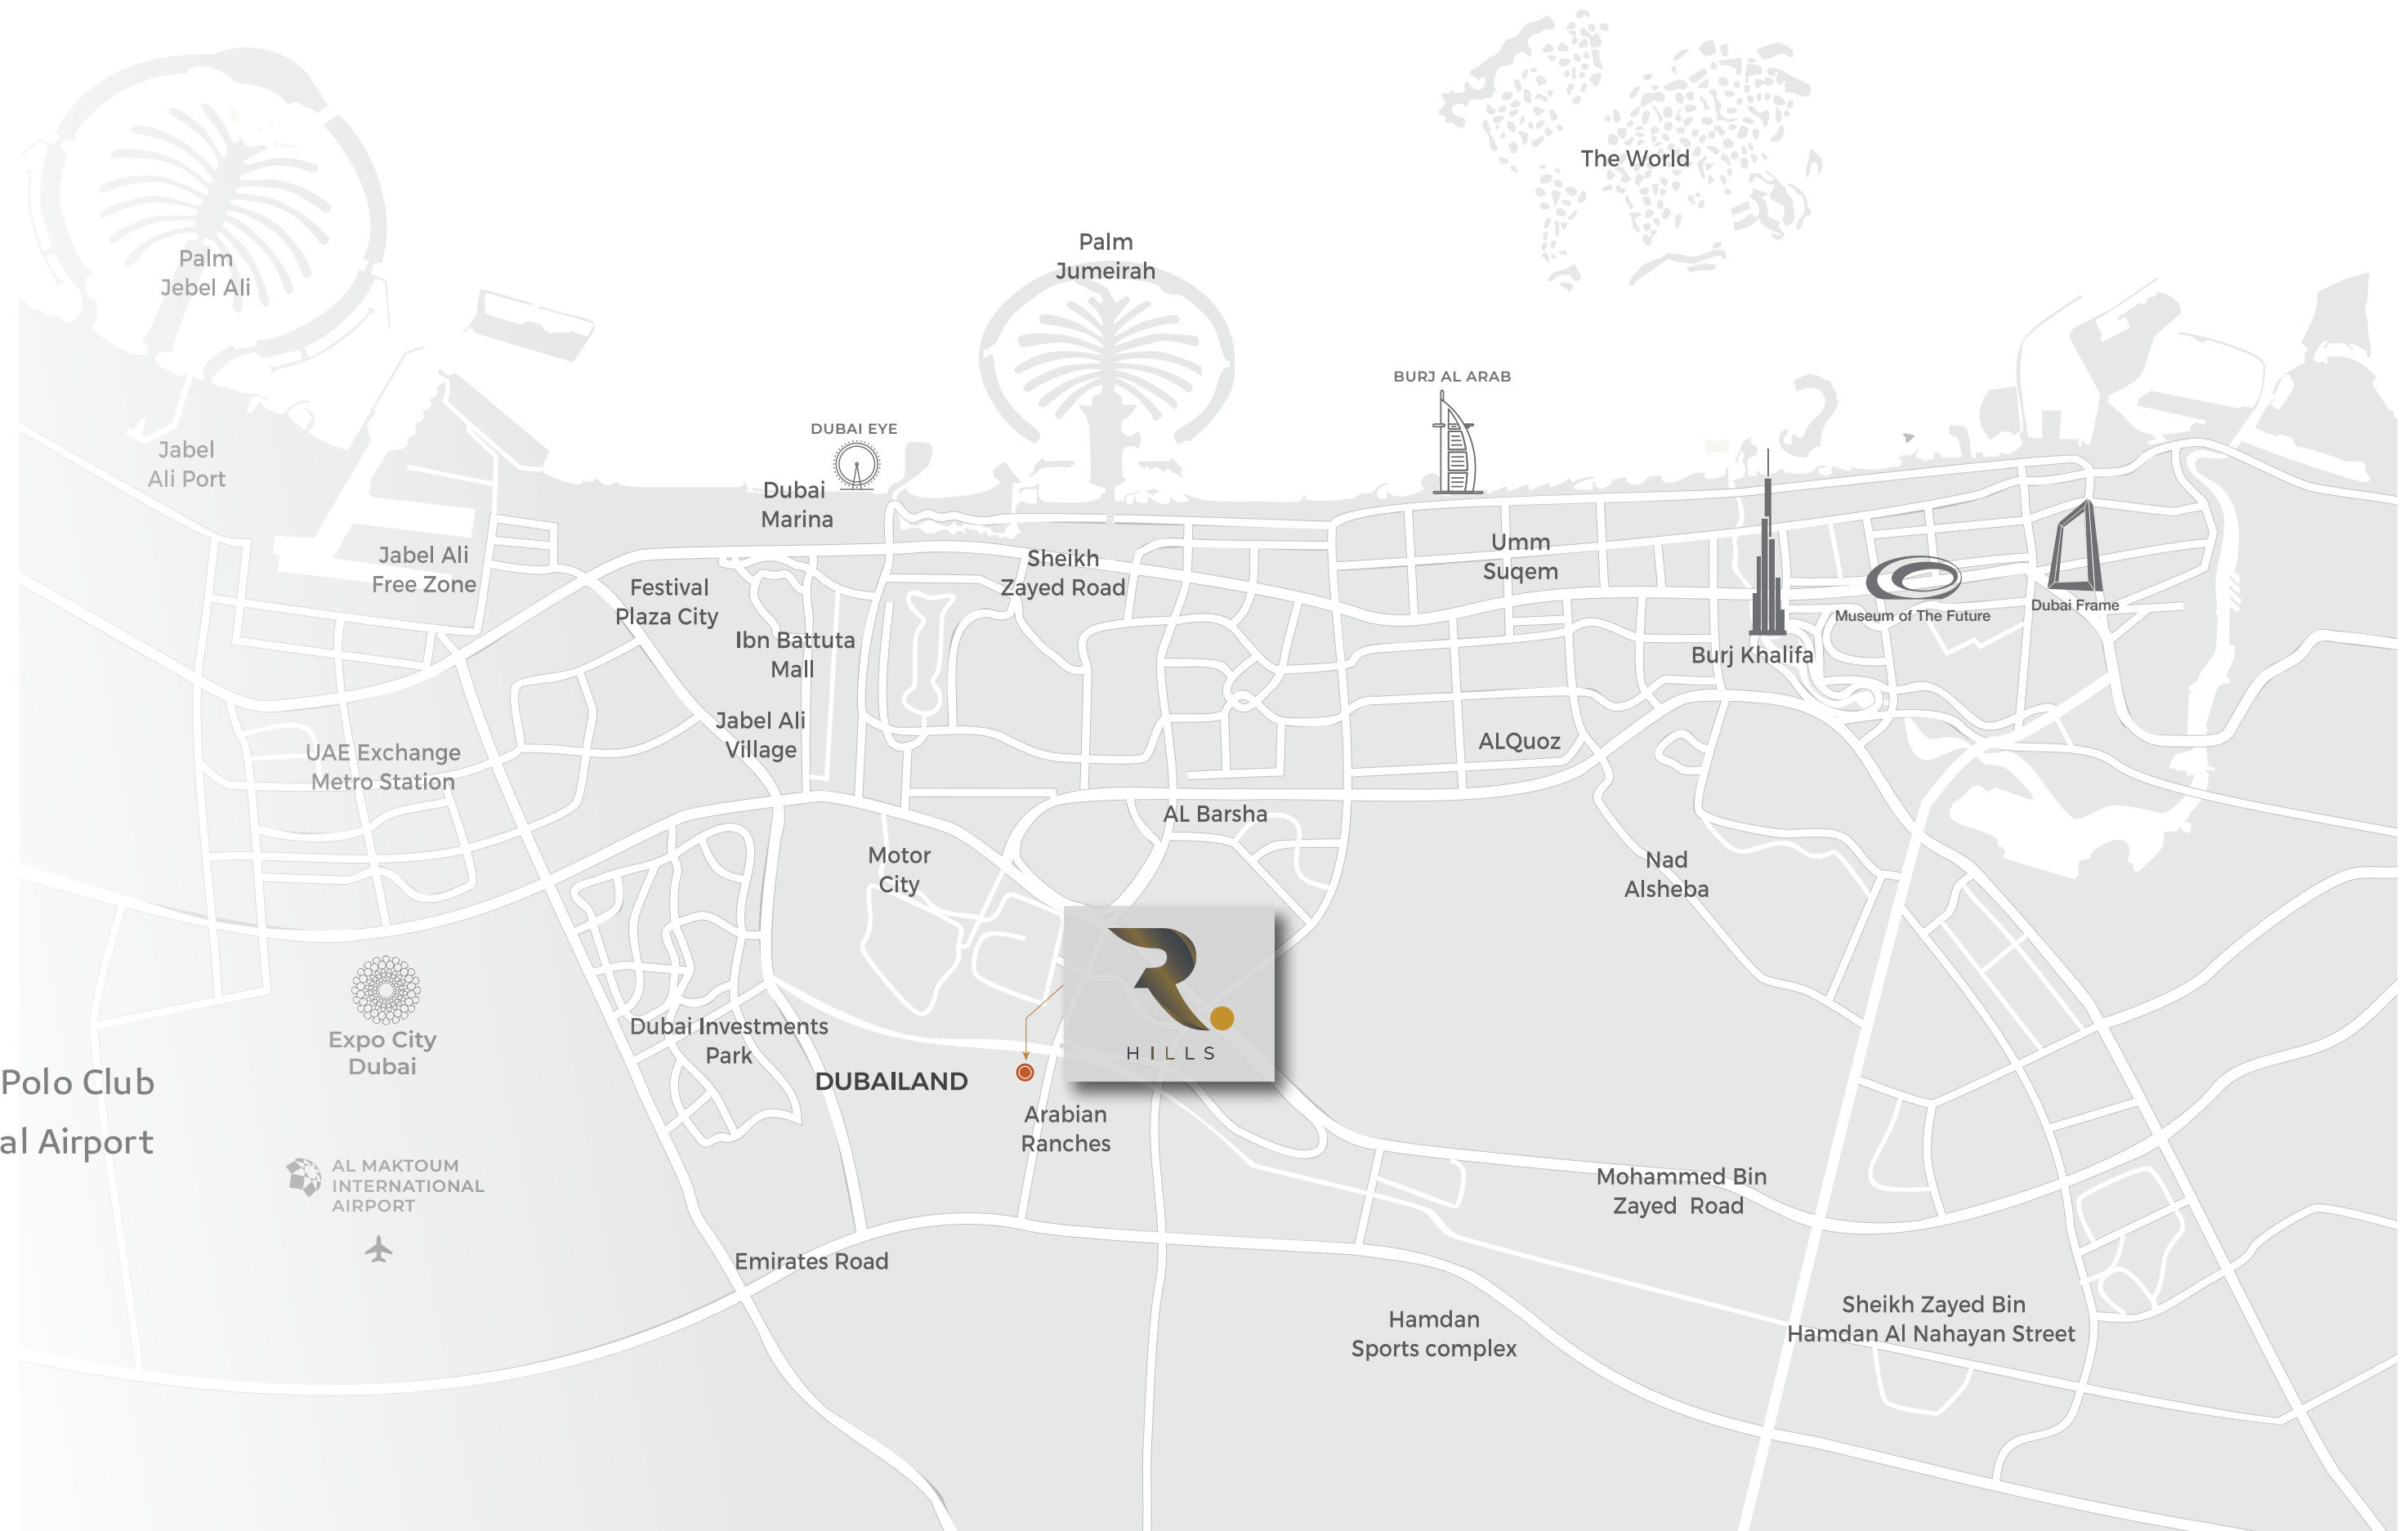 The World
Palm
Jumeirah
Palm
Jebel Ali
BURJ AL ARAB
DUBAI EYE
Jabel
Ali Port
Dubai
Marina
Jabel Ali
Free Zone
Festival
Plaza City
Sheikh
Zayed Road
Umm
Suqem
Museum of The Future
Dubai Frame
Ibn Battuta
Mall
Burj Khalifa
Jabel Ali
Village
UAE Exchange
Metro Station
ALQuoz
AL Barsha
Motor
City
Nad
Alsheba
R
HILLS
Expo City
Dubai
Dubai Investments
Park
DUBAILAND
Polo Club
al Airport
Arabian
Ranches
AL MAKTOUM
INTERNATIONAL
AIRPORT
Mohammed Bin
Zayed Road
Emirates Road
Hamdan
Sports complex
Sheikh Zayed Bin
Hamdan Al Nahayan Street